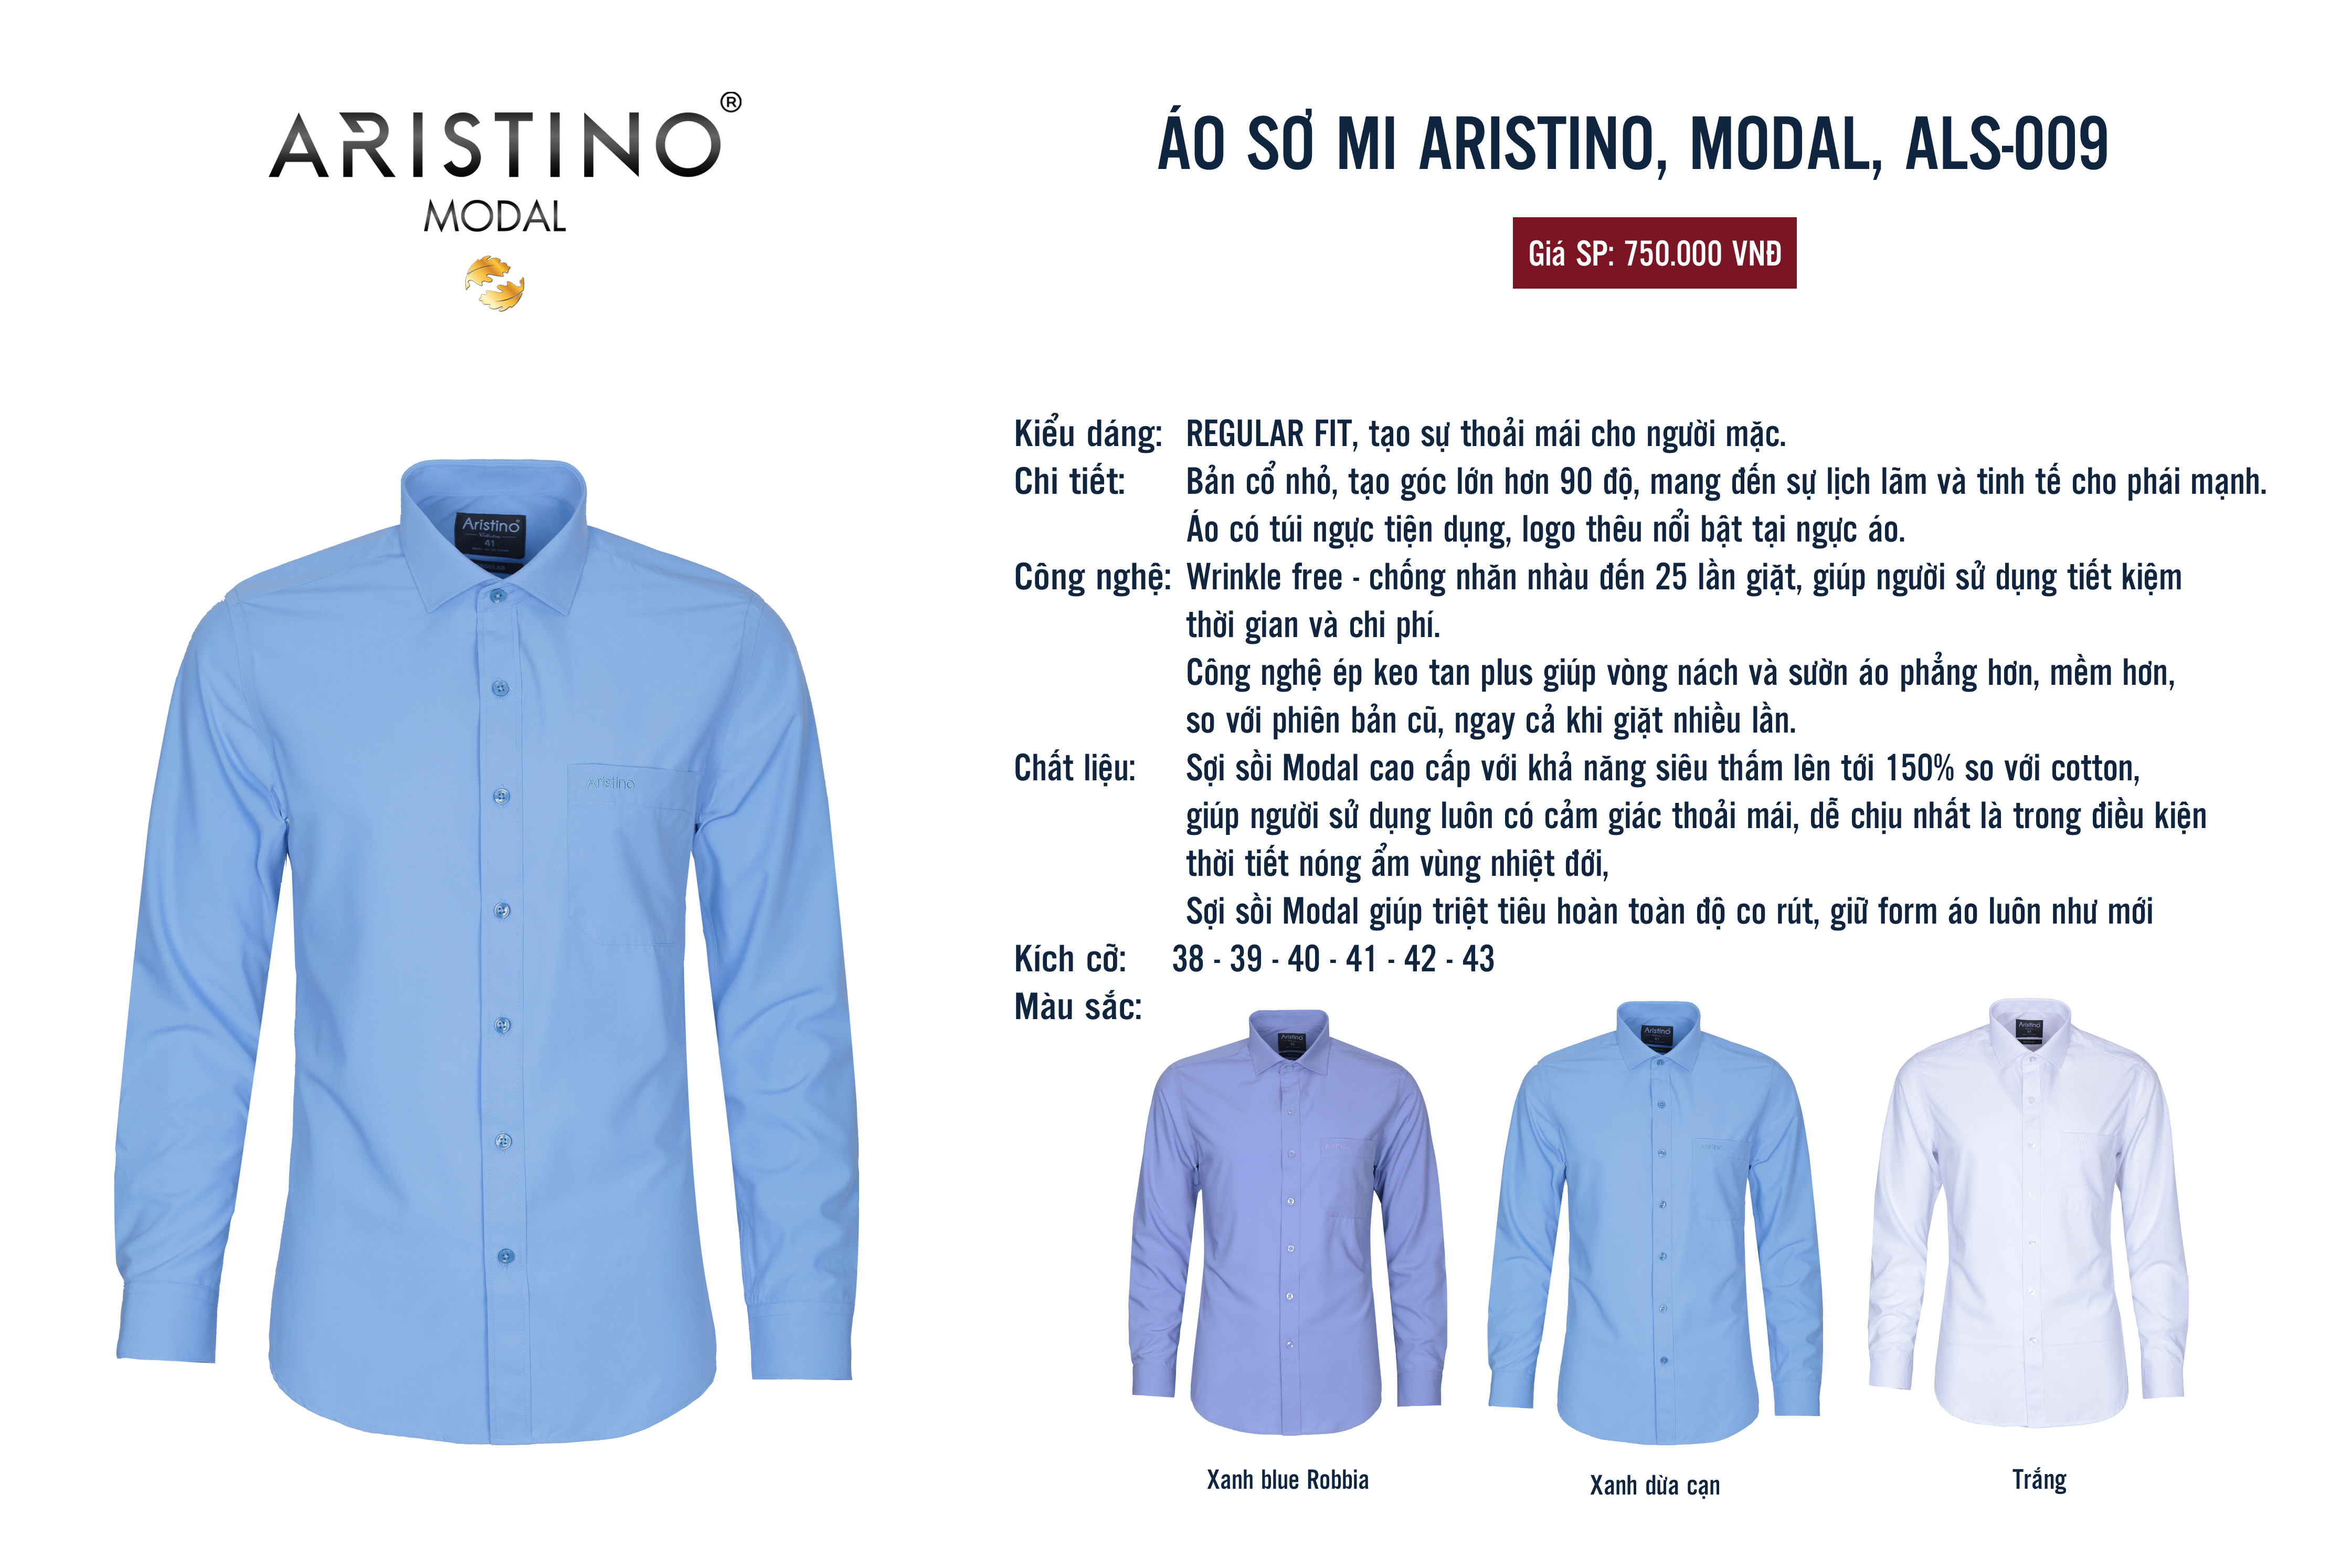 ARISTINO®
MODAL
ÁO SƠ MI ARISTINO, MODAL, ALS-009
Giá SP: 750.000 VNĐ
Kiểu dáng: REGULAR FIT, tạo sự thoải mái cho người mặc.
Chi tiết: Bản cổ nhỏ, tạo góc lớn hơn 90 độ, mang đến sự lịch lãm và tinh tế cho phái mạnh.
Áo có túi ngực tiện dụng, logo thêu nổi bật tại ngực áo.
Công nghệ: Wrinkle free - chống nhăn nhàu đến 25 lần giặt, giúp người sử dụng tiết kiệm
thời gian và chi phí.
Công nghệ ép keo tan plus giúp vòng nách và sườn áo phẳng hơn, mềm hơn,
so với phiên bản cũ, ngay cả khi giặt nhiều lần.
Chất liệu: Sợi sồi Modal cao cấp với khả năng siêu thấm lên tới 150% so với cotton,
giúp người sử dụng luôn có cảm giác thoải mái, dễ chịu nhất là trong điều kiện
thời tiết nóng ẩm vùng nhiệt đới,
Sợi sồi Modal giúp triệt tiêu hoàn toàn độ co rút, giữ form áo luôn như mới
Kích cỡ: 38 - 39 - 40 - 41 - 42 - 43
Màu sắc:
Aristino®
41
Aristino
Aristino
Aristino
Aristino
Xanh blue Robbia
Xanh dừa cạn
Trắng